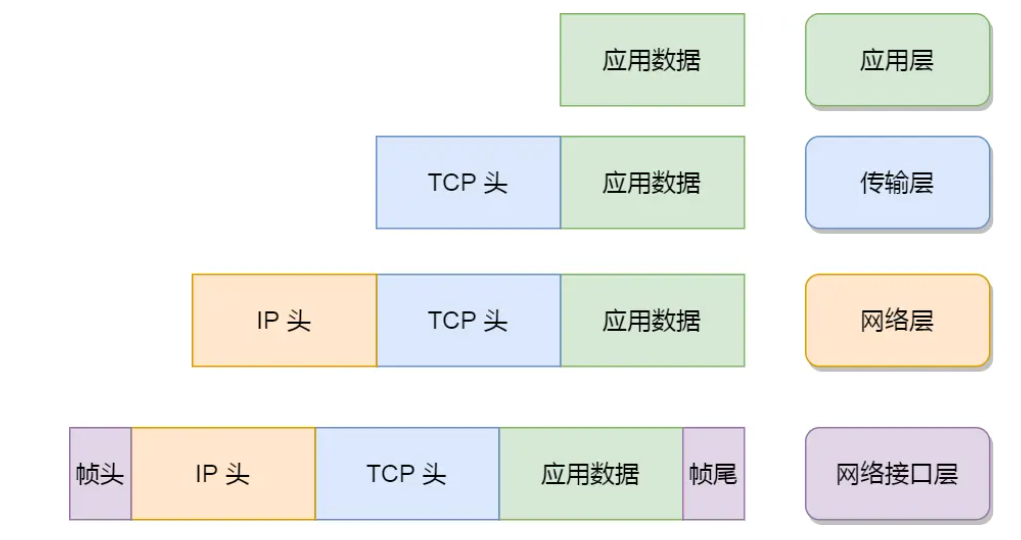 应用数据 应用层
TCP 头 应用数据 传输层
IP 头 TCP 头 应用数据 网络层
帧头 IP 头 TCP 头 应用数据 帧尾 网络接口层